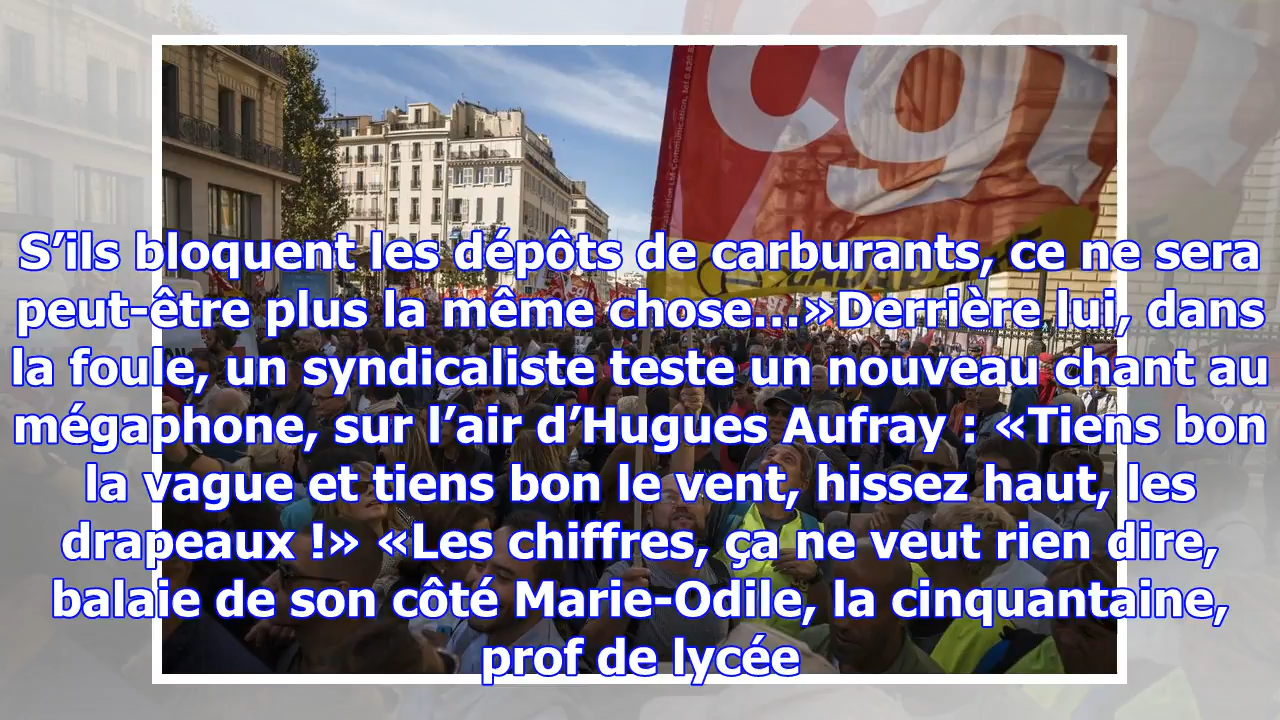 cgt
S’ils bloquent les dépôts de carburants, ce ne sera
peut-être plus la même chose...»Derrière lui, dans
la foule, un syndicaliste teste un nouveau chant au
mégaphone, sur l’air d’Hugues Aufray : «Tiens bon
la vague et tiens bon le vent, hissez haut, les
drapeaux !» «Les chiffres, ça ne veut rien dire,
balaie de son côté Marie-Odile, la cinquantaine,
prof de lycée